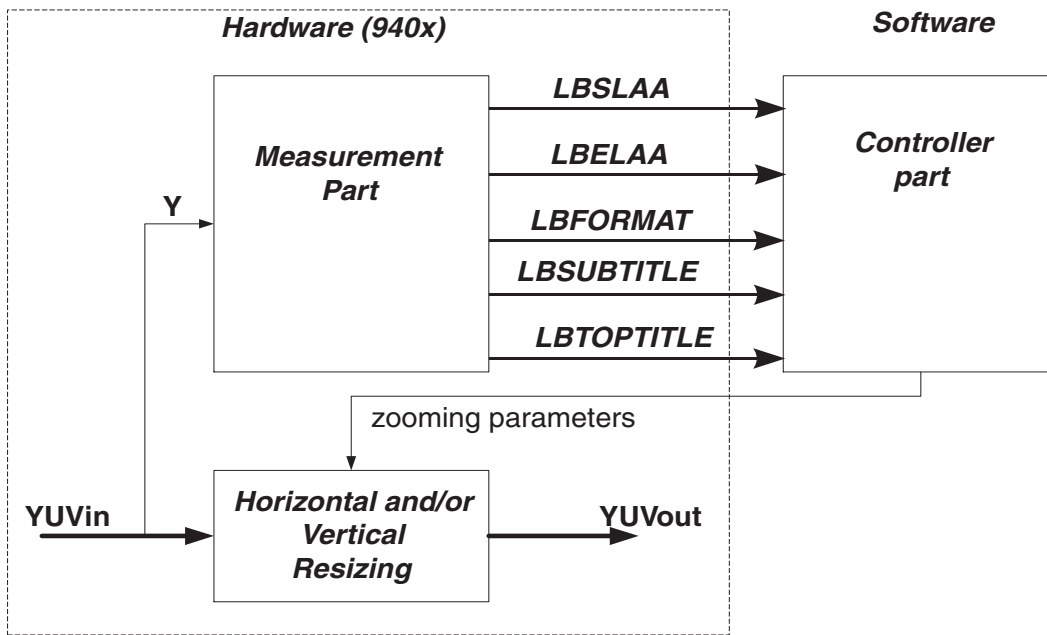 Hardware (940x)
Software
LBSLAA
Measurement
Part
Controller
part
LBELAA
Y
LBFORMAT
LBSUBTITLE
LBTOPTITLE
zooming parameters
YUVin
Horizontal and/or
Vertical
Resizing
YUVout